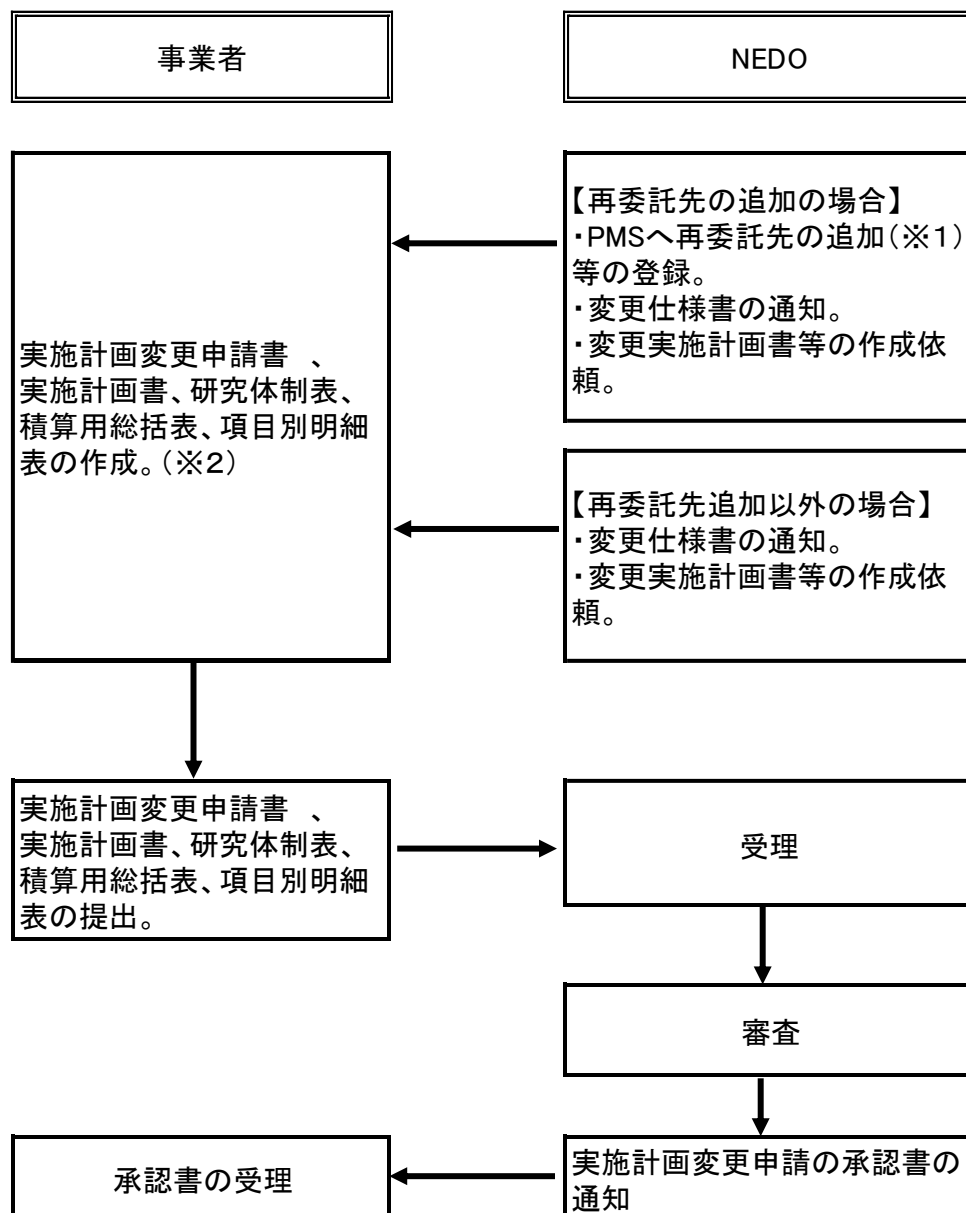 事業者
NEDO
【再委託先の追加の場合】
・PMSへ再委託先の追加(※1)
等の登録。
・変更仕様書の通知。
・変更実施計画書等の作成依
頼。
実施計画変更申請書 、
実施計画書、研究体制表、
積算用総括表、項目別明細
表の作成。(※2)
【再委託先追加以外の場合】
・変更仕様書の通知。
・変更実施計画書等の作成依
頼。
実施計画変更申請書 、
実施計画書、研究体制表、
積算用総括表、項目別明細
表の提出。
受理
審査
実施計画変更申請の承認書の
通知
承認書の受理